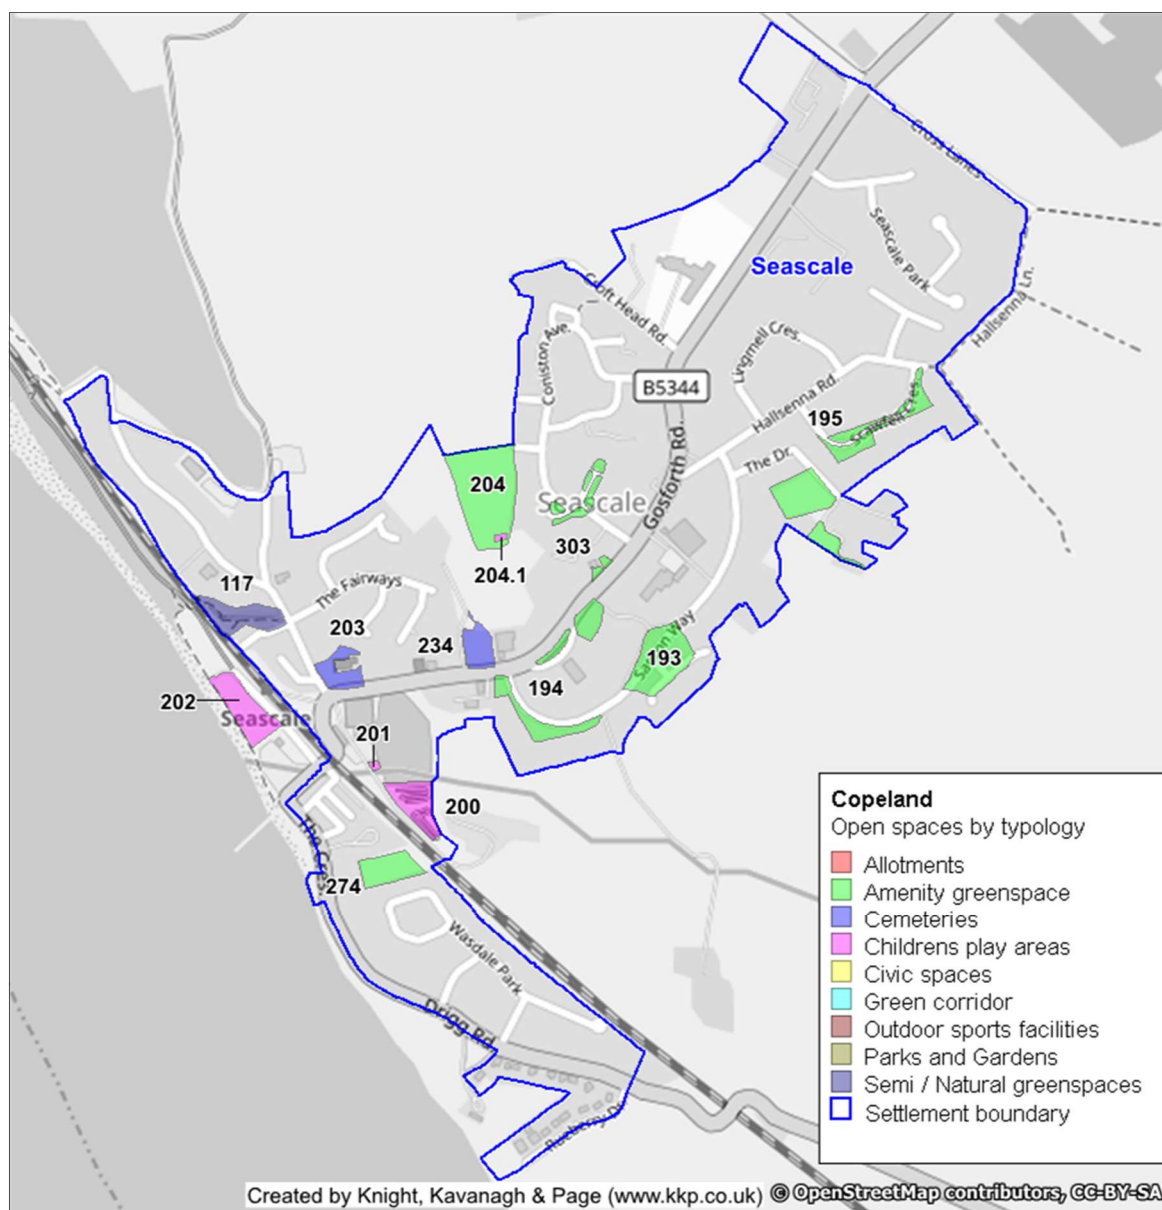 Cross Lanes
Seascale Park
Seascale
Hallsenna Ln.
Croft Head Rd.
Coniston Ave.
Lingmell Cres.
B5344
Hallsenna Rd.
195
Scawfell Cres.
204
The Dr.
Seascale
Gosforth Rd.
303
204.1
117
The Fairways
203
234
193
194
202
Seascale
201
200
The Cres.
274
Wasdale Park
Drigg Rd
Copeland
Open spaces by typology
Allotments
Amenity greenspace
Cemeteries
Childrens play areas
Civic spaces
Green corridor
Outdoor sports facilities
Parks and Gardens
Semi / Natural greenspaces
Settlement boundary
Created by Knight, Kavanagh & Page (www.kkp.co.uk) © OpenStreetMap contributors, CC-BY-SA